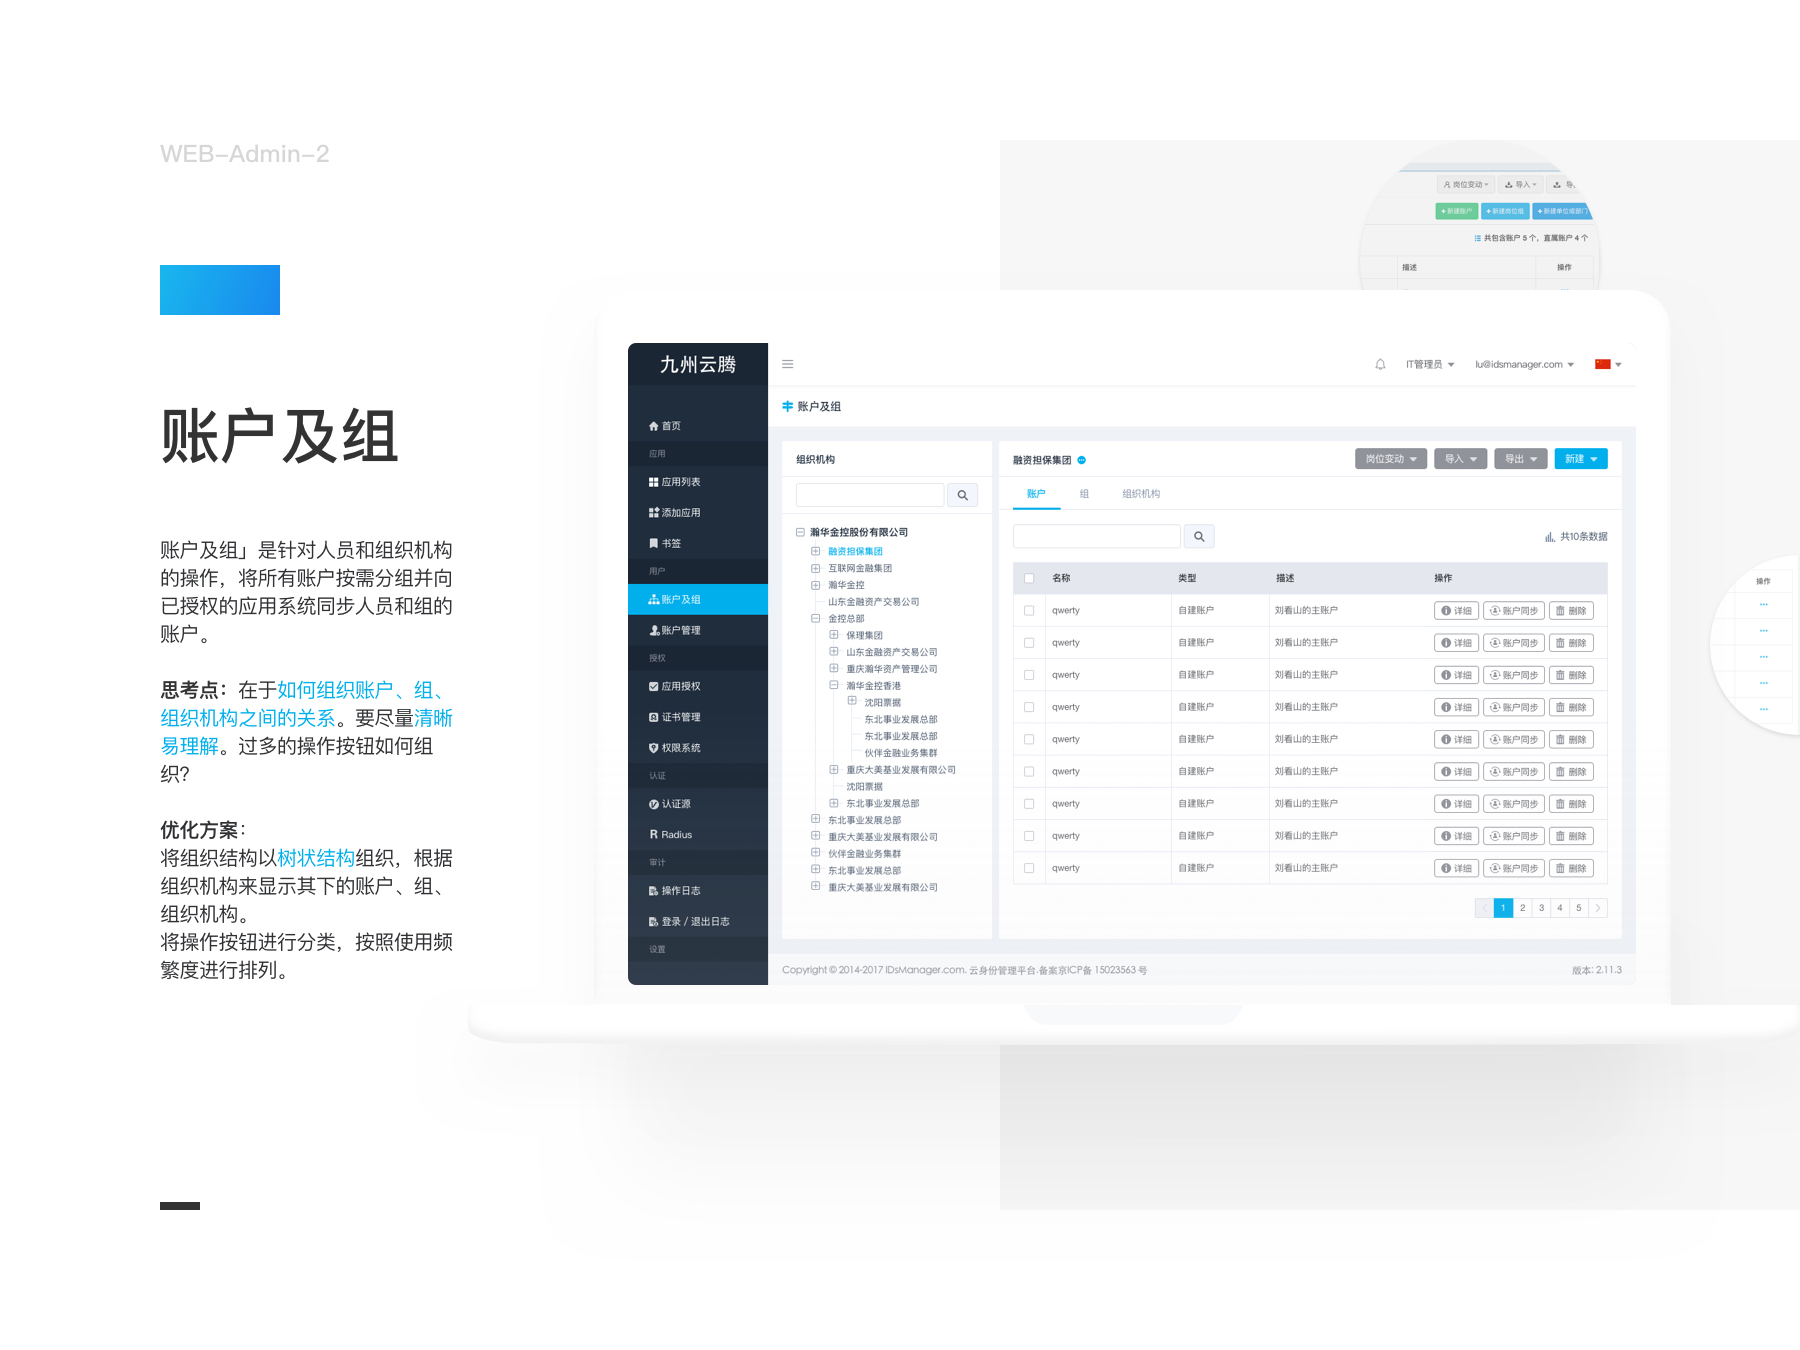 WEB-Admin-2
账户及组
账户及组」是针对人员和组织机构
的操作，将所有账户按需分组并向
已授权的应用系统同步人员和组的
账户。
思考点：在于如何组织账户、组、
组织机构之间的关系。要尽量清晰
易理解。过多的操作按钮如何组
织？
优化方案：
将组织结构以树状结构组织，根据
组织机构来显示其下的账户、组、
组织机构。
将操作按钮进行分类，按照使用频
繁度进行排列。
岗位变动 导入
新建账户 新建岗位组 新建单位或部门
共包含账户 5 个，直属账户 4 个
描述 操作
九州云腾
首页
应用
应用列表
添加应用
书签
用户
账户及组
账户管理
授权
应用授权
证书管理
权限系统
认证
认证源
Radius
审计
操作日志
登录 / 退出日志
设置
IT管理员 lu@idsmanager.com
账户及组
组织机构
瀚华金控股份有限公司
融资担保集团
互联网金融集团
瀚华金控
山东金融资产交易公司
金控总部
保理集团
山东金融资产交易公司
重庆瀚华资产管理公司
瀚华金控香港
沈阳票据
东北事业发展总部
东北事业发展总部
伙伴金融业务集群
重庆大美基业发展有限公司
沈阳票据
东北事业发展总部
东北事业发展总部
重庆大美基业发展有限公司
伙伴金融业务集群
东北事业发展总部
重庆大美基业发展有限公司
融资担保集团 岗位变动 导入 导出 新建
账户 组 组织机构
共10条数据
名称 类型 描述 操作
qwerty 自建账户 刘看山的主账户 详细 账户同步 删除
qwerty 自建账户 刘看山的主账户 详细 账户同步 删除
qwerty 自建账户 刘看山的主账户 详细 账户同步 删除
qwerty 自建账户 刘看山的主账户 详细 账户同步 删除
qwerty 自建账户 刘看山的主账户 详细 账户同步 删除
qwerty 自建账户 刘看山的主账户 详细 账户同步 删除
qwerty 自建账户 刘看山的主账户 详细 账户同步 删除
qwerty 自建账户 刘看山的主账户 详细 账户同步 删除
qwerty 自建账户 刘看山的主账户 详细 账户同步 删除
1 2 3 4 5
Copyright © 2014-2017 IDsManager.com. 云身份管理平台.备案京ICP备 15023563 号 版本: 2.11.3
操作